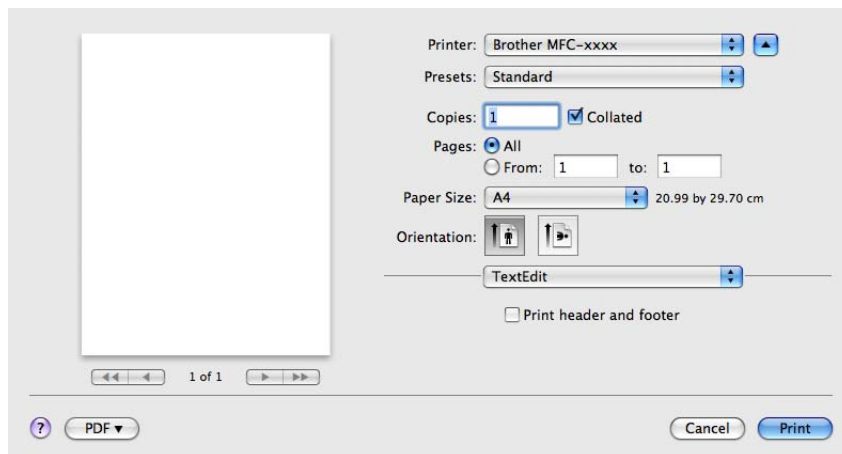 Printer: Brother MFC-xxxx
Presets: Standard
Copies: 1 Collated
Pages: All
From: 1 to: 1
Paper Size: A4 20.99 by 29.70 cm
Orientation:
TextEdit
Print header and footer
1 of 1
? PDF ▾ Cancel Print